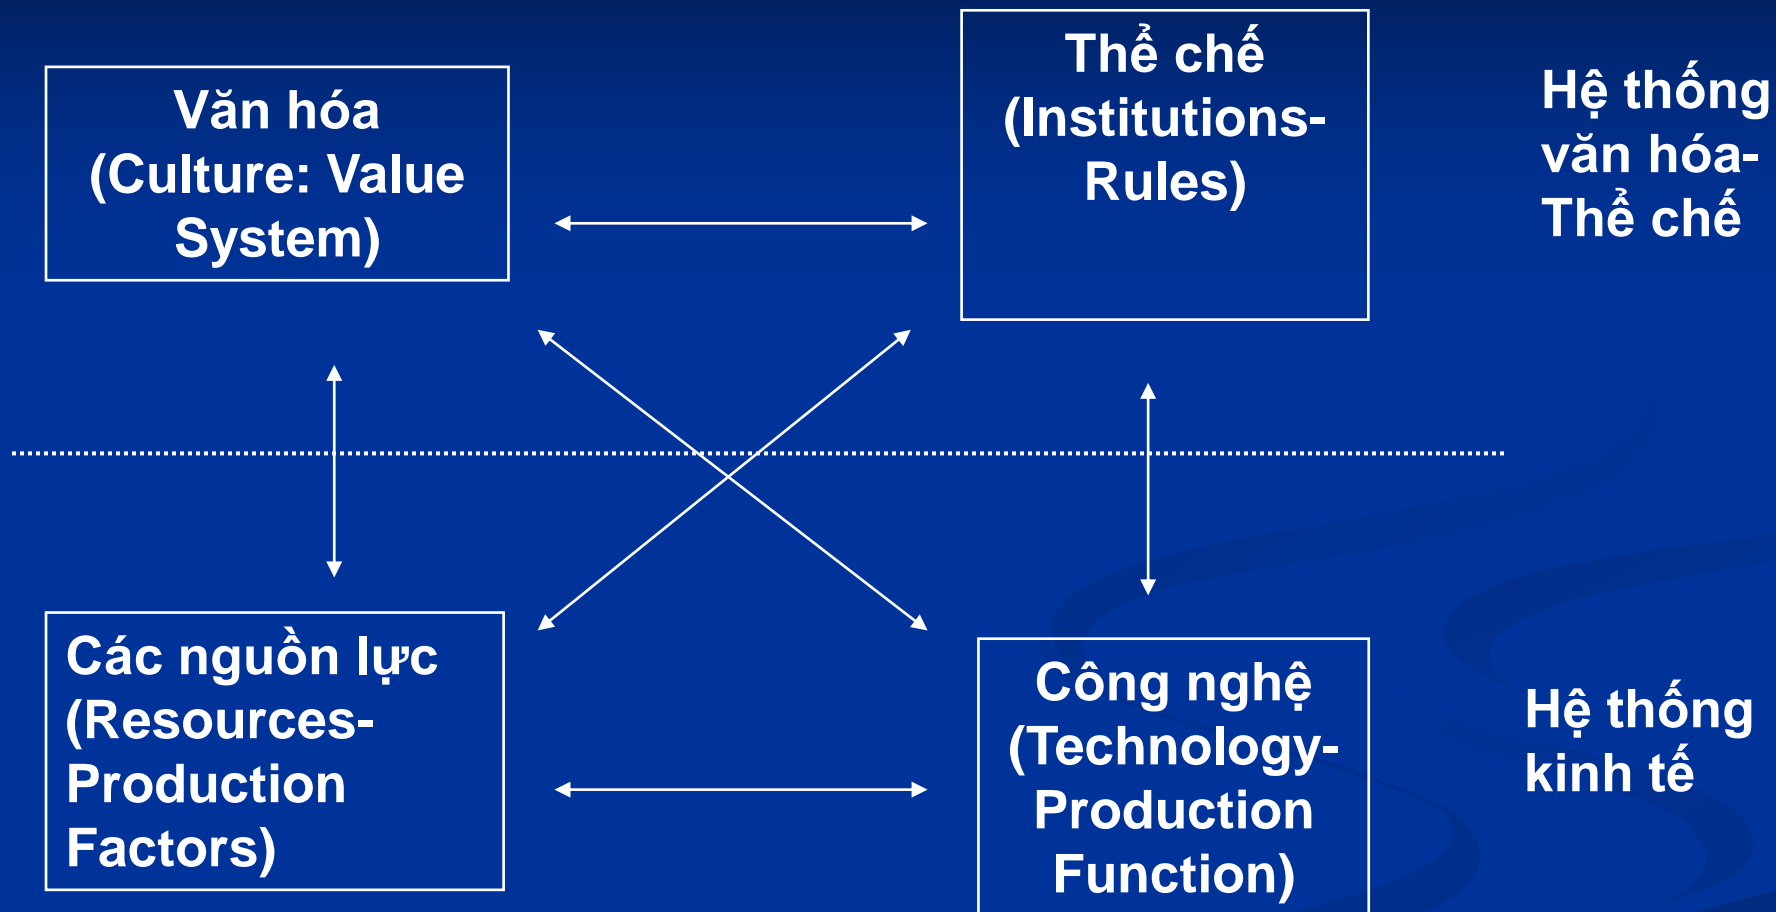 Văn hóa
(Culture: Value
System)
Thể chế
(Institutions-
Rules)
Hệ thống
văn hóa-
Thể chế
Các nguồn lực
(Resources-
Production
Factors)
Công nghệ
(Technology-
Production
Function)
Hệ thống
kinh tế